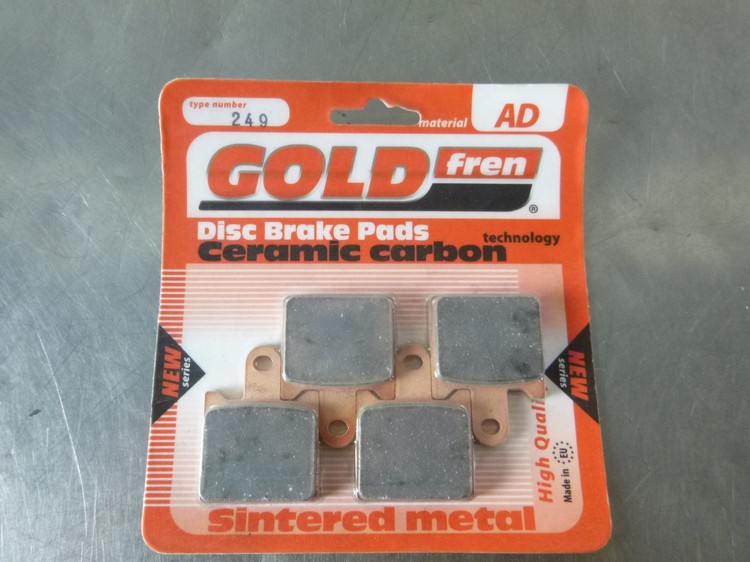 type number
249
material
AD
GOLD fren
®
Disc Brake Pads
technology
Ceramic carbon
NEW
series
NEW
series
High Quality
Made in EU
Sintered metal